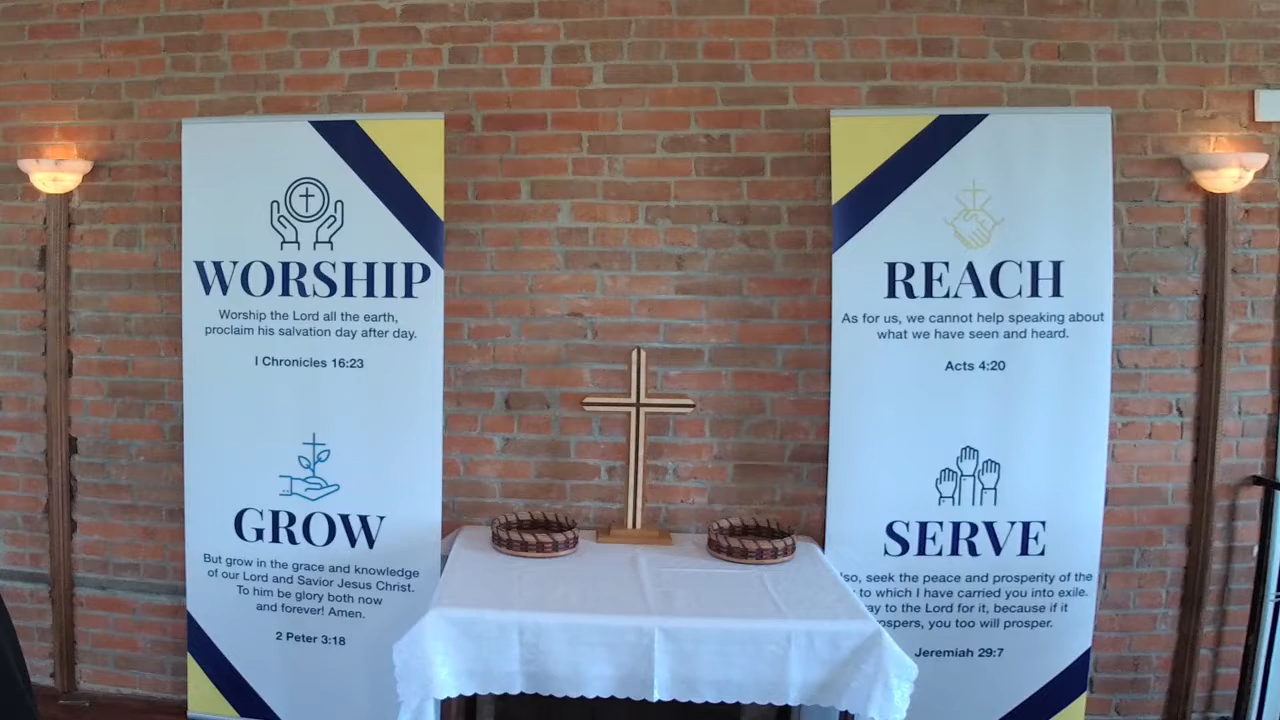 WORSHIP
Worship the Lord all the earth,
proclaim his salvation day after day.
I Chronicles 16:23
GROW
But grow in the grace and knowledge
of our Lord and Savior Jesus Christ.
To him be glory both now
and forever! Amen.
2 Peter 3:18
REACH
As for us, we cannot help speaking about
what we have seen and heard.
Acts 4:20
SERVE
seek the peace and prosperity of the
to which I have carried you into exile.
to the Lord for it, because if it
you too will prosper.
Jeremiah 29:7